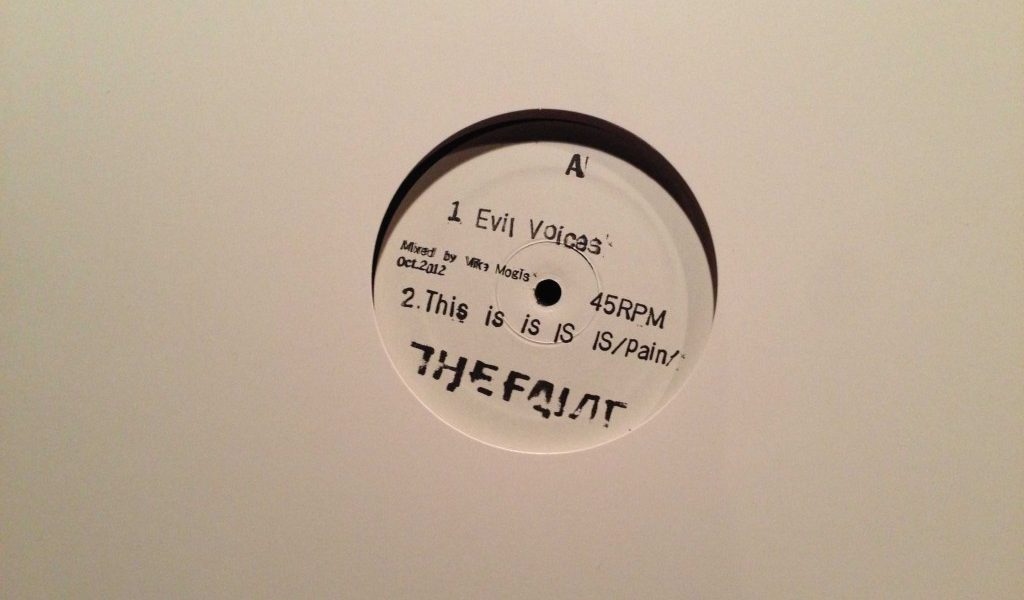 A
1 Evil Voices
Mixed by Mike Mogis
Oct.2012
45RPM
2.This is is IS IS/pain/
THE FAINT